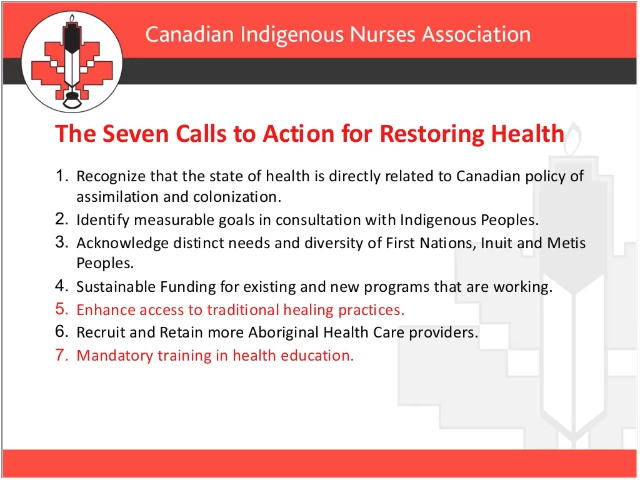 Canadian Indigenous Nurses Association
The Seven Calls to Action for Restoring Health
1. Recognize that the state of health is directly related to Canadian policy of
assimilation and colonization.
2. Identify measurable goals in consultation with Indigenous Peoples.
3. Acknowledge distinct needs and diversity of First Nations, Inuit and Metis
Peoples.
4. Sustainable Funding for existing and new programs that are working.
5. Enhance access to traditional healing practices.
6. Recruit and Retain more Aboriginal Health Care providers.
7. Mandatory training in health education.